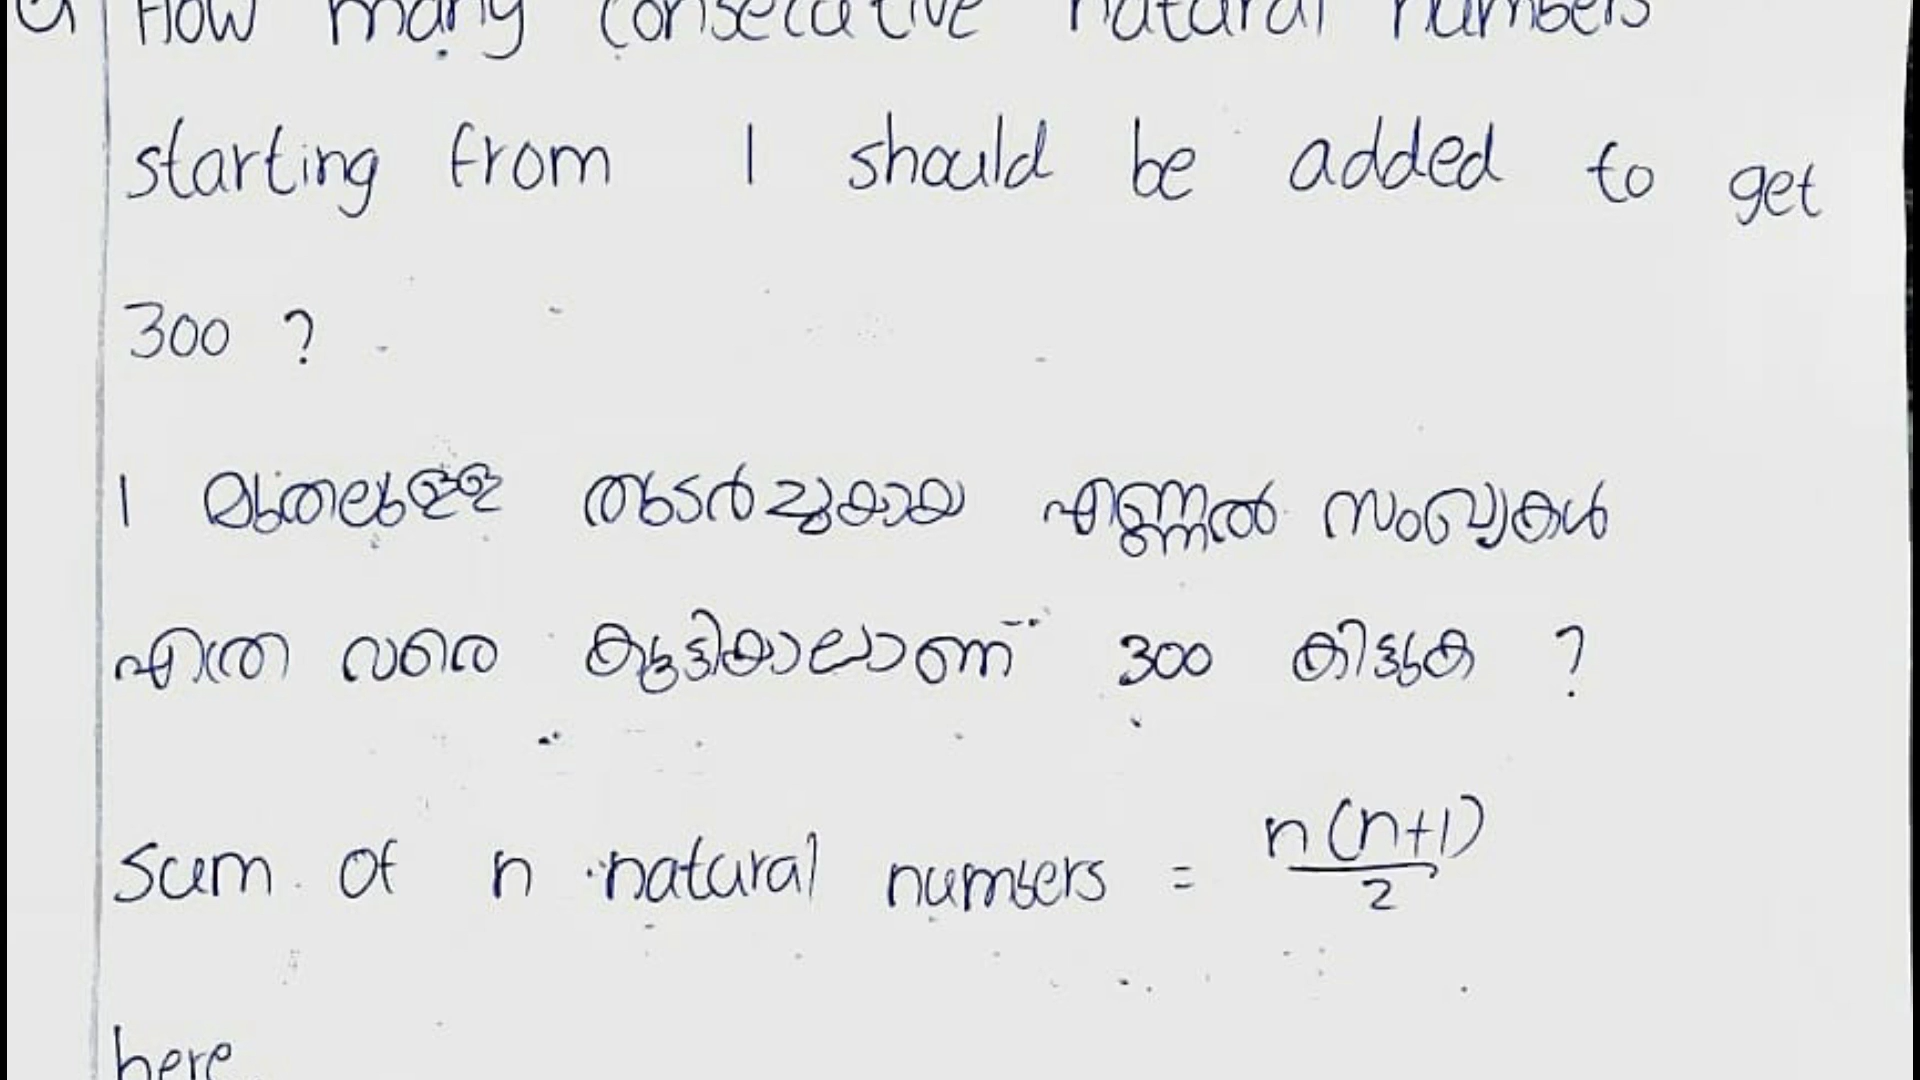 Q How many consecutive natural numbers
starting from 1 should be added to get
300 ?
1 മുതലുള്ള തുടർച്ചയായ എണ്ണൽ സംഖ്യകൾ
എത്ര വരെ കൂട്ടിയാലാണ് 300 കിട്ടുക ?
Sum of n natural numbers = n(n+1)/2
here